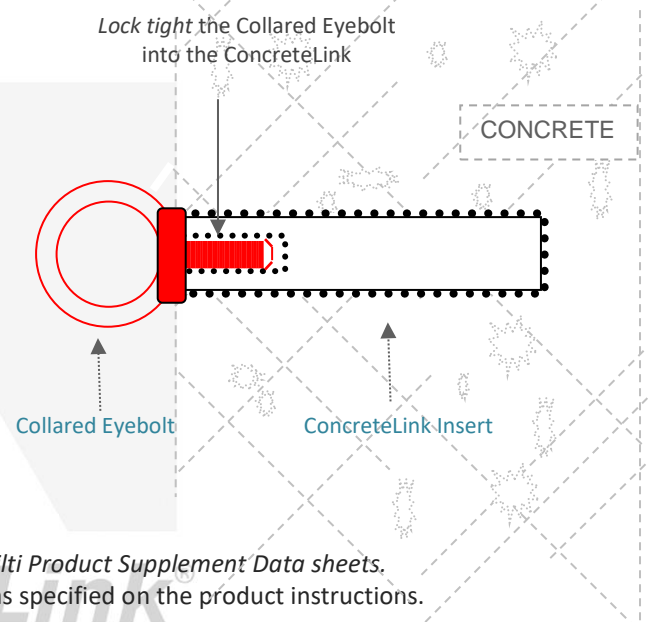 Lock tight the Collared Eyebolt
into the ConcreteLink
CONCRETE
Collared Eyebolt
ConcreteLink Insert
Product Supplement Data sheets.
specified on the product instructions.
Link®